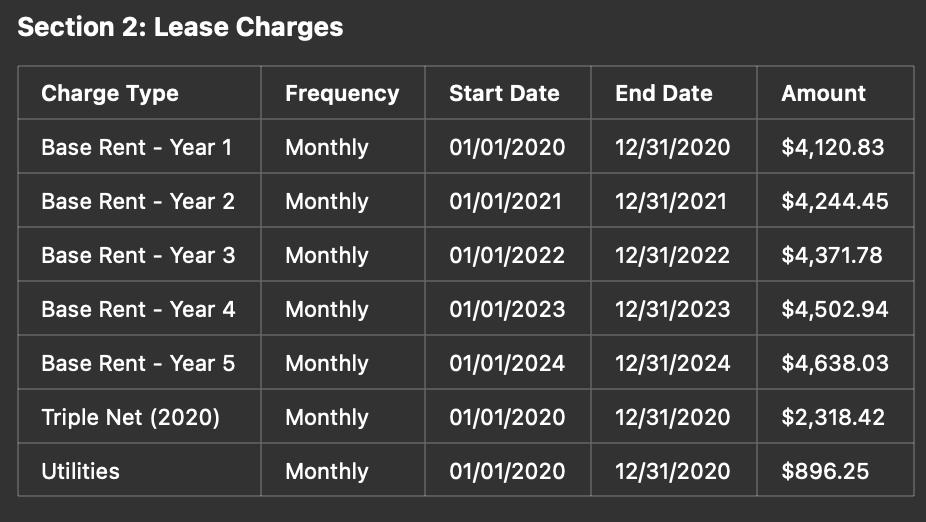 Section 2: Lease Charges
Charge Type Frequency Start Date End Date Amount
Base Rent - Year 1 Monthly 01/01/2020 12/31/2020 $4,120.83
Base Rent - Year 2 Monthly 01/01/2021 12/31/2021 $4,244.45
Base Rent - Year 3 Monthly 01/01/2022 12/31/2022 $4,371.78
Base Rent - Year 4 Monthly 01/01/2023 12/31/2023 $4,502.94
Base Rent - Year 5 Monthly 01/01/2024 12/31/2024 $4,638.03
Triple Net (2020) Monthly 01/01/2020 12/31/2020 $2,318.42
Utilities Monthly 01/01/2020 12/31/2020 $896.25